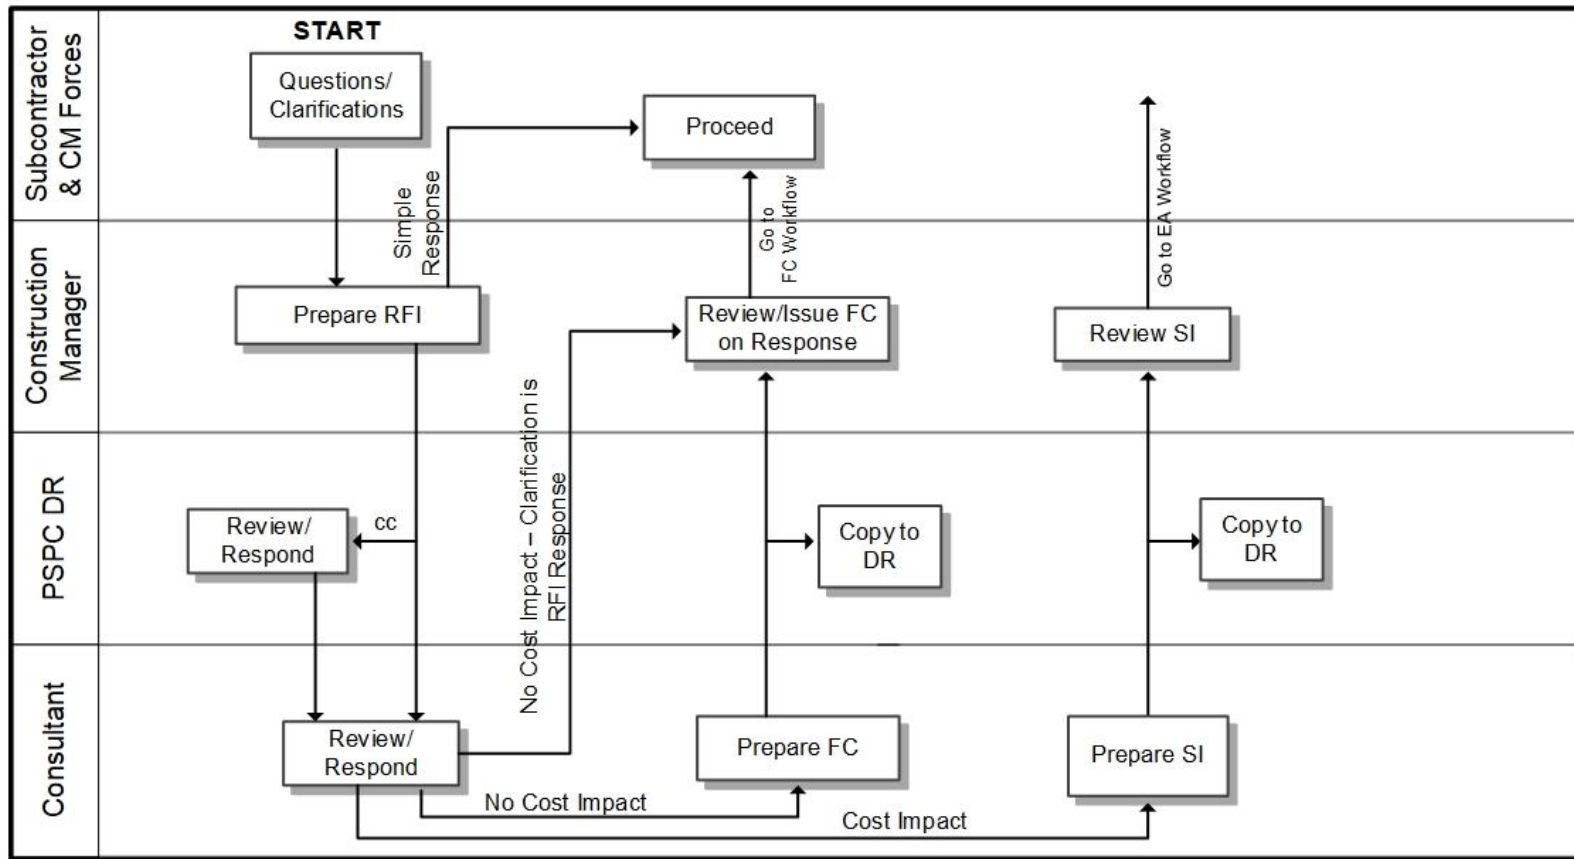 START
Subcontractor
& CM Forces
Questions/
Clarifications
Proceed
Simple
Response
Go to
FC Workflow
Go to EA Workflow
Construction
Manager
Prepare RFI
Review/Issue FC
on Response
Review SI
No Cost Impact – Clarification is
RFI Response
PSPC DR
Review/
Respond
cc
Copy to
DR
Copy to
DR
Consultant
Review/
Respond
Prepare FC
Prepare SI
No Cost Impact
Cost Impact